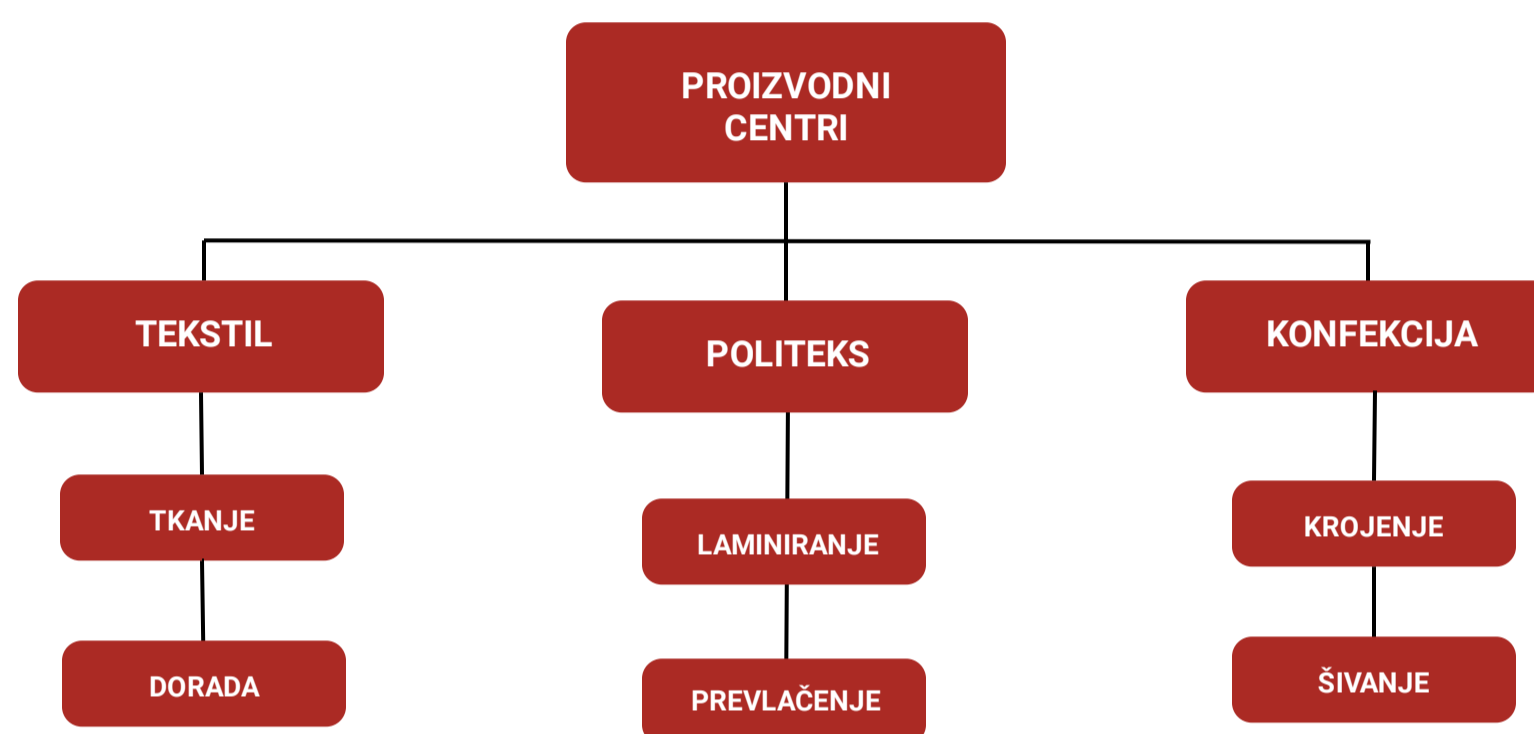 PROIZVODNI
CENTRI
TEKSTIL
POLITEKS
KONFEKCIJA
TKANJE
LAMINIRANJE
KROJENJE
DORADA
PREVLAČENJE
ŠIVANJE